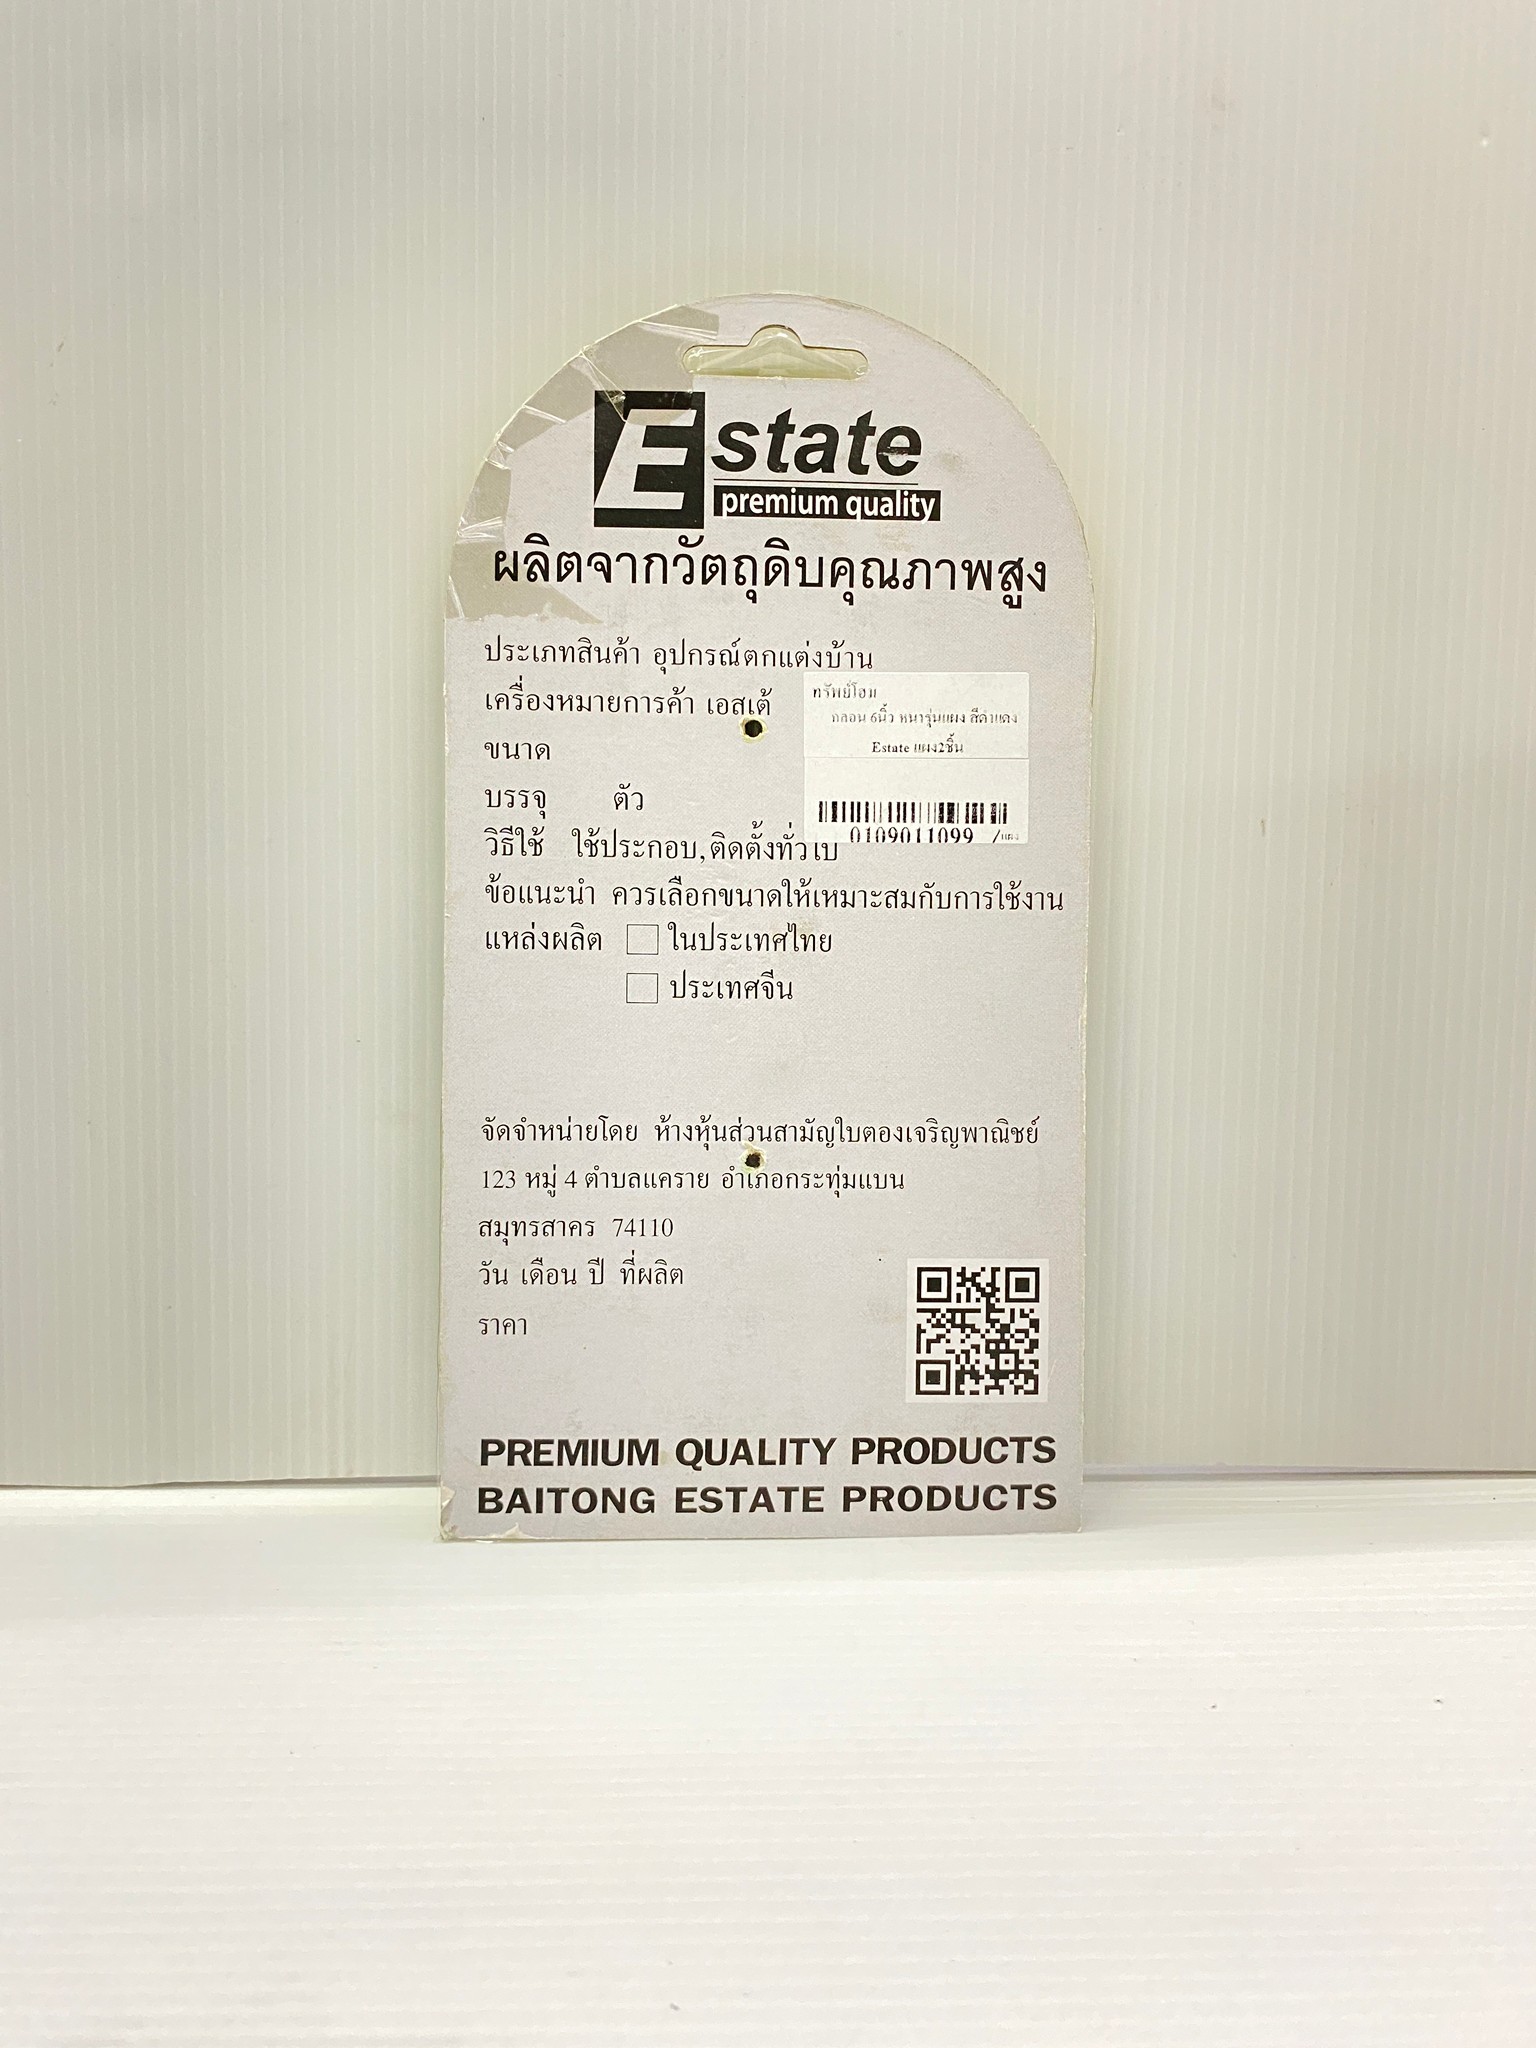 Estate
premium quality
ผลิตจากวัตถุดิบคุณภาพสูง
ประเภทสินค้า อุปกรณ์ตกแต่งบ้าน
เครื่องหมายการค้า เอสเต้
ขนาด
บรรจุ ตัว
วิธีใช้ ใช้ประกอบ,ติดตั้งทั่วไป
ข้อแนะนำ ควรเลือกขนาดให้เหมาะสมกับการใช้งาน
แหล่งผลิต ในประเทศไทย
ประเทศจีน
ทรัพย์โฮม
กลอน 6นิ้ว หนารุ่นแผง สีดำแดง
Estate แผง2ชิ้น
0109011099 /แผง
จัดจำหน่ายโดย ห้างหุ้นส่วนสามัญใบตองเจริญพาณิชย์
123 หมู่ 4 ตำบลแคราย อำเภอกระทุ่มแบน
สมุทรสาคร 74110
วัน เดือน ปี ที่ผลิต
ราคา
PREMIUM QUALITY PRODUCTS
BAITONG ESTATE PRODUCTS